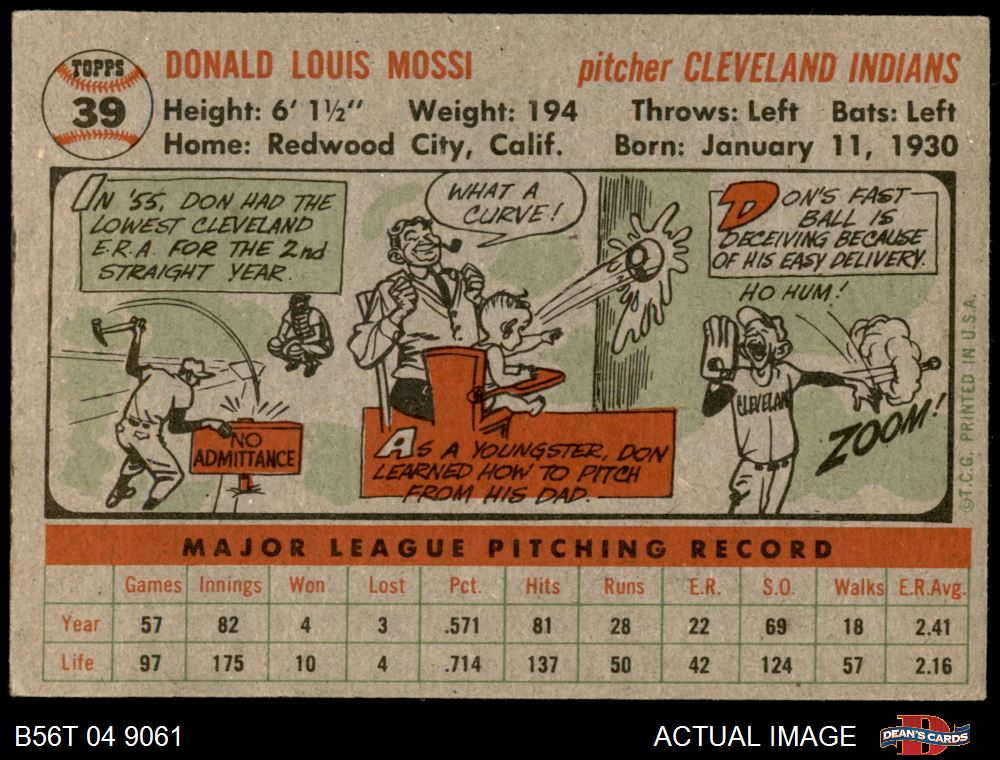 TOPPS
39
DONALD LOUIS MOSSI
pitcher CLEVELAND INDIANS
Height: 6' 1½" Weight: 194 Throws: Left Bats: Left
Home: Redwood City, Calif. Born: January 11, 1930
IN '55, DON HAD THE
LOWEST CLEVELAND
E.R.A. FOR THE 2nd
STRAIGHT YEAR.
NO
ADMITTANCE
WHAT A
CURVE!
AS A YOUNGSTER, DON
LEARNED HOW TO PITCH
FROM HIS DAD.
DON'S FAST
BALL IS
DECEIVING BECAUSE
OF HIS EASY DELIVERY.
HO HUM!
CLEVELAND
ZOOM!
©T.C.G. PRINTED IN U.S.A.
MAJOR LEAGUE PITCHING RECORD
Games Innings Won Lost Pct. Hits Runs E.R. S.O. Walks E.R.Avg.
Year 57 82 4 3 .571 81 28 22 69 18 2.41
Life 97 175 10 4 .714 137 50 42 124 57 2.16
B56T 04 9061
ACTUAL IMAGE
D
DEAN'S CARDS